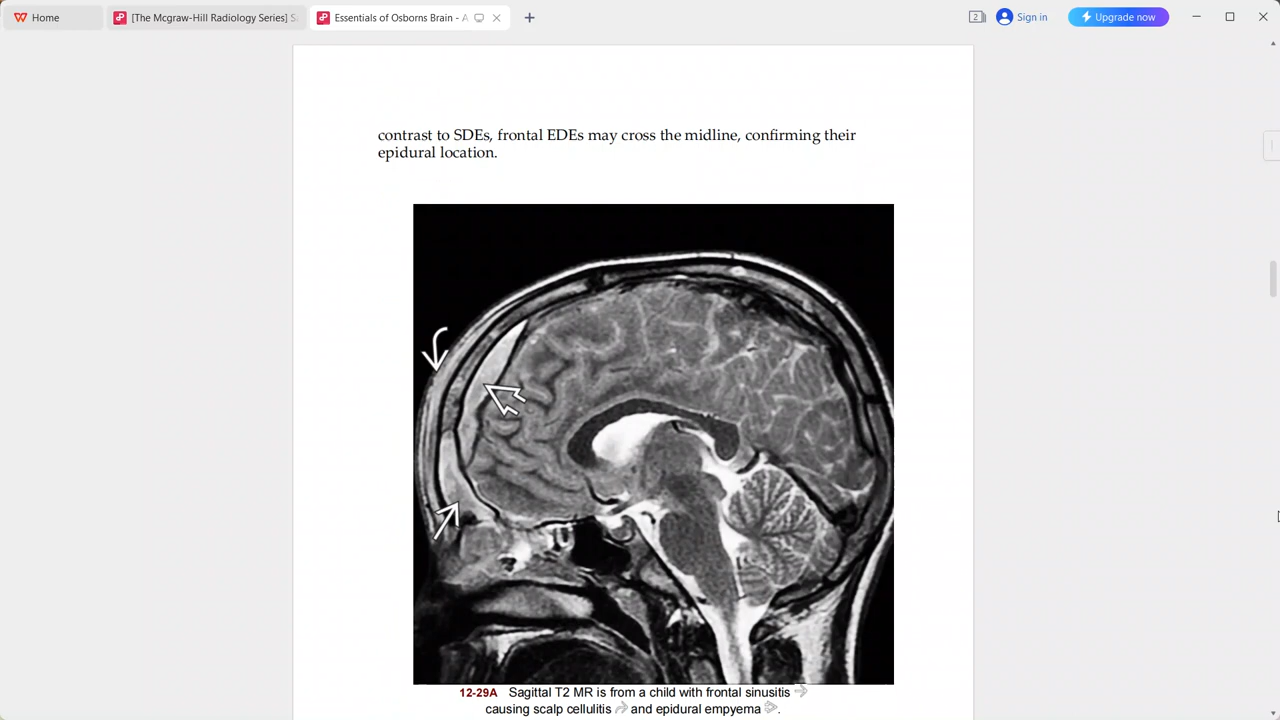 Home
[The Mcgraw-Hill Radiology Series] S
Essentials of Osborns Brain - A
2
Sign in
Upgrade now
contrast to SDEs, frontal EDEs may cross the midline, confirming their
epidural location.
12-29A Sagittal T2 MR is from a child with frontal sinusitis
causing scalp cellulitis and epidural empyema .